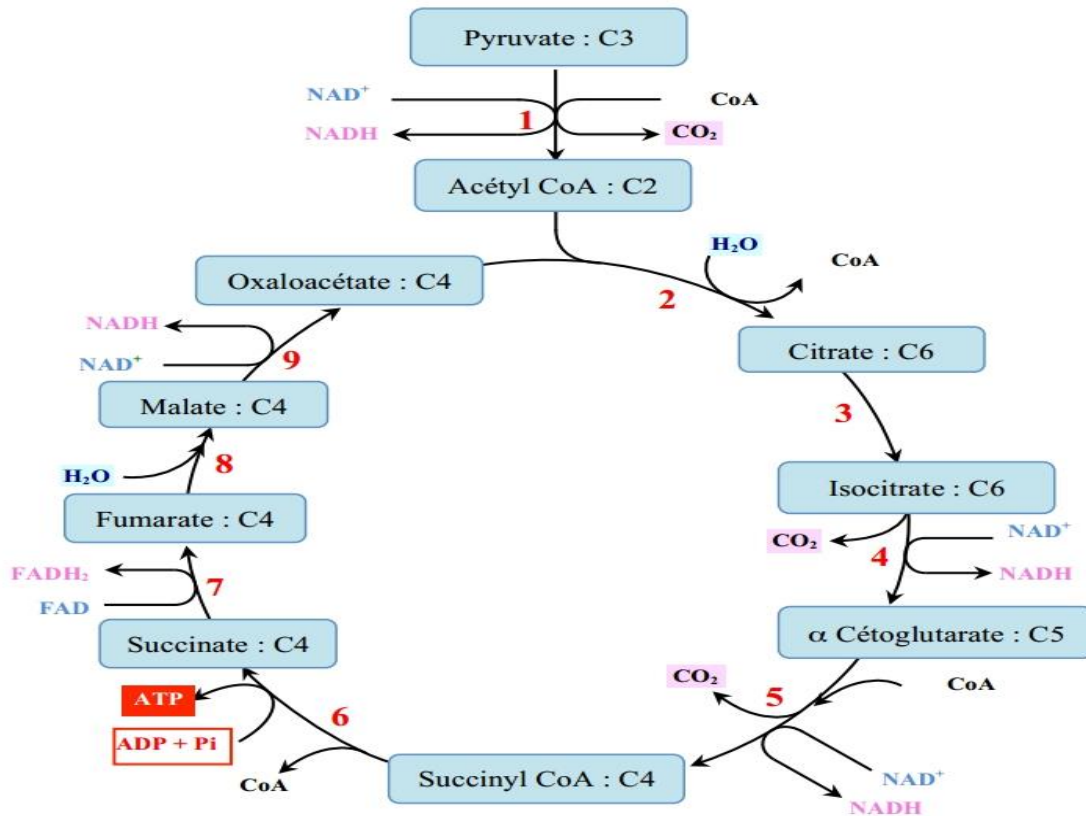 Pyruvate : C3
NAD⁺
CoA
1
NADH
CO₂
Acétyl CoA : C2
H₂O
CoA
Oxaloacétate : C4
2
NADH
9
NAD⁺
Citrate : C6
Malate : C4
3
8
H₂O
Isocitrate : C6
Fumarate : C4
CO₂
NAD⁺
4
FADH₂
7
NADH
FAD
Succinate : C4
α Cétoglutarate : C5
CO₂
5
CoA
ATP
6
ADP + Pi
CoA
Succinyl CoA : C4
NAD⁺
NADH